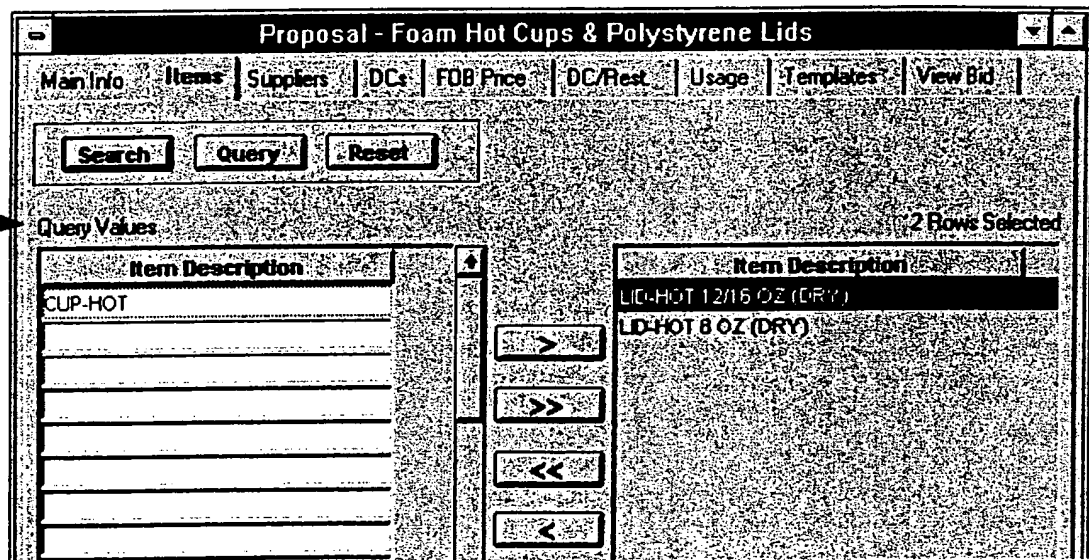 Proposal - Foam Hot Cups & Polystyrene Lids
Main Info Items Suppliers DCs FOB Price DC/Rest. Usage Templates View Bid
Search Query Reset
Query Values 2 Rows Selected
Item Description Item Description
CUP-HOT LID-HOT 12/16 OZ (DRY)
LID-HOT 8 OZ (DRY)
>
>>
<<
<